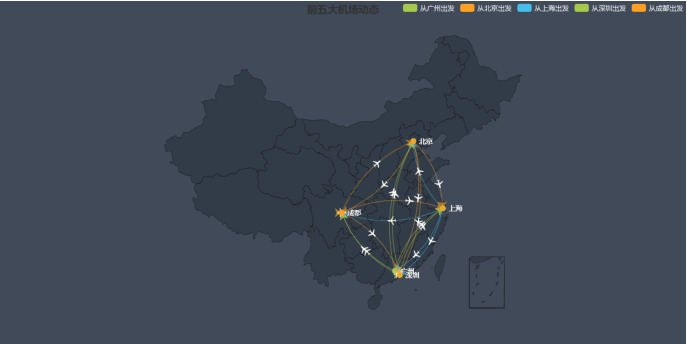 前五大机场动态
从广州出发 从北京出发 从上海出发 从深圳出发 从成都出发
北京
成都
上海
广州
深圳